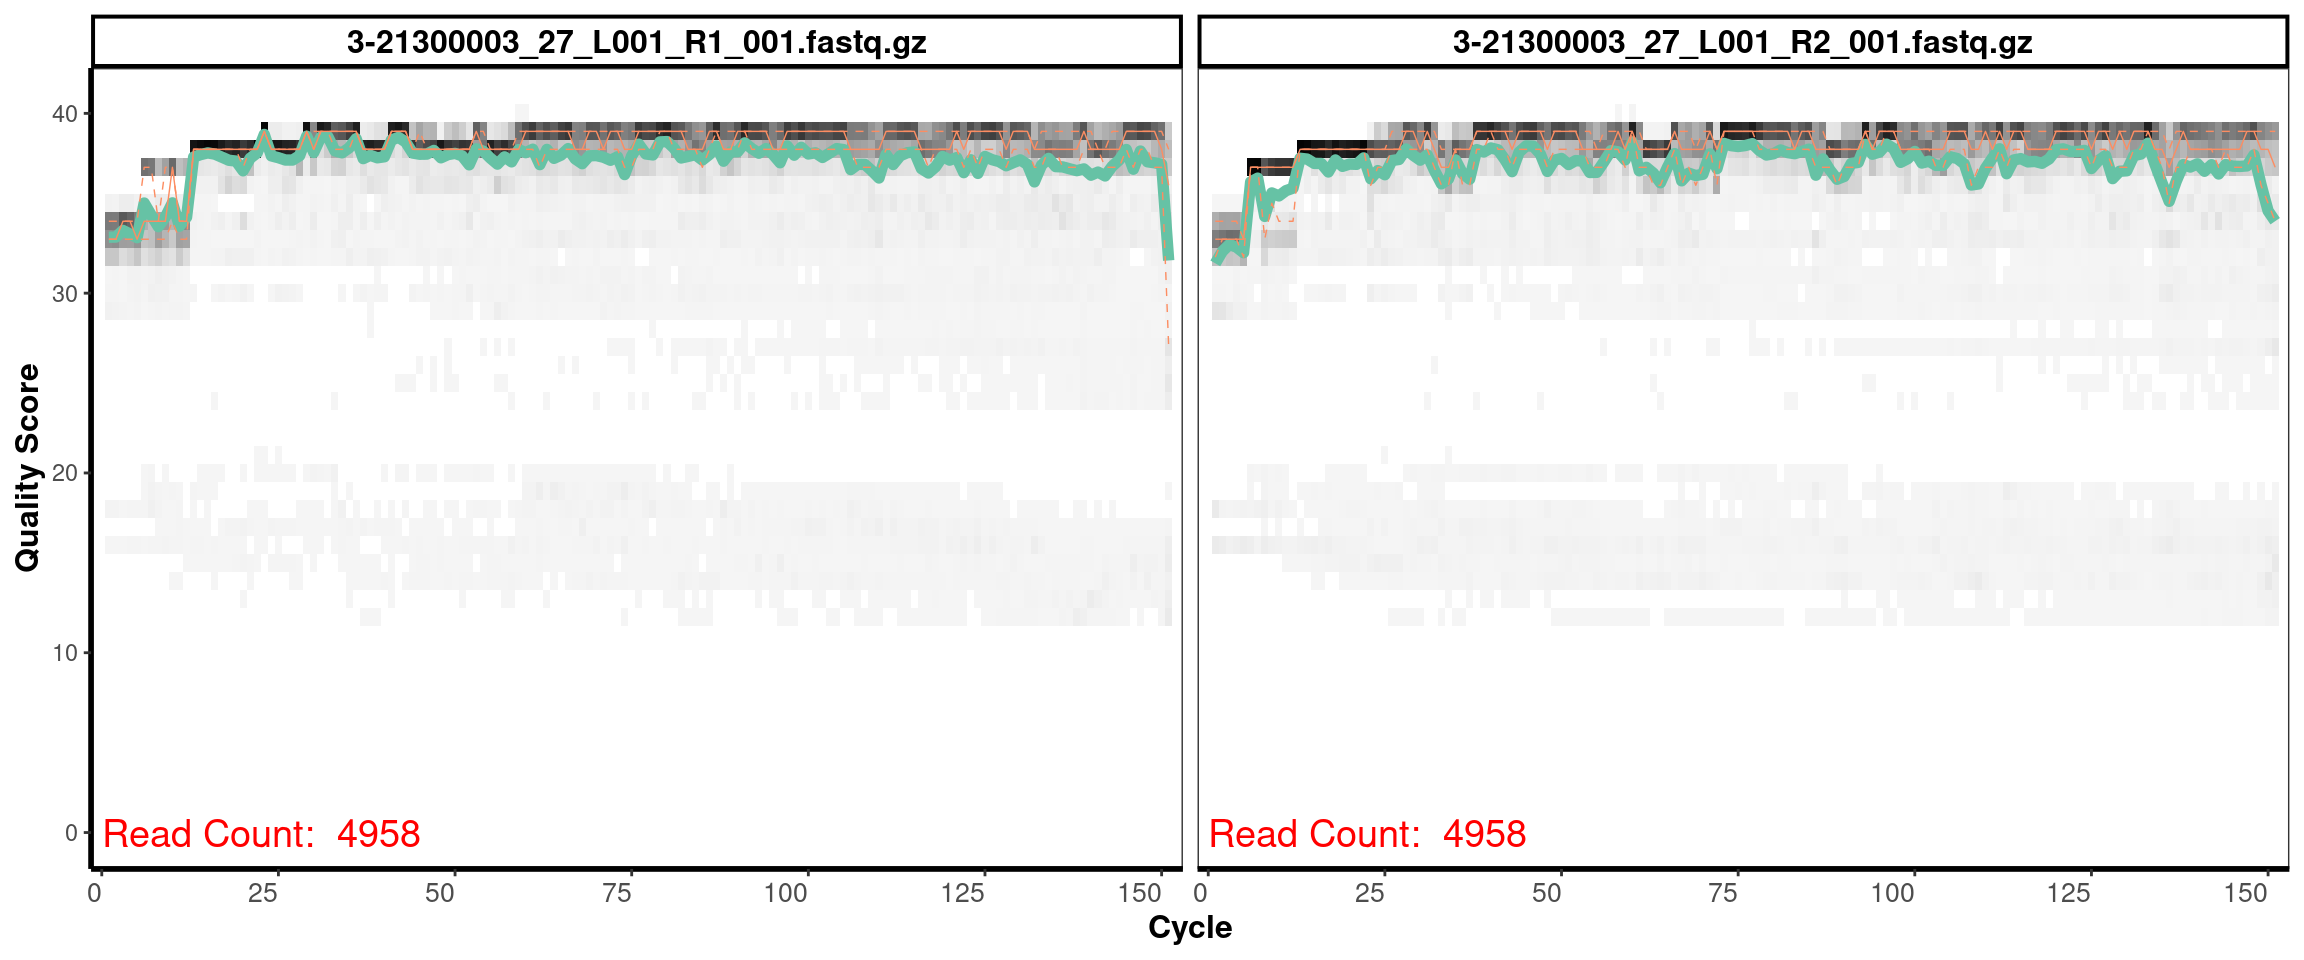 3-21300003_27_L001_R1_001.fastq.gz
3-21300003_27_L001_R2_001.fastq.gz
Quality Score
40
30
20
10
0
Read Count:  4958
Read Count:  4958
0 25 50 75 100 125 150
0 25 50 75 100 125 150
Cycle